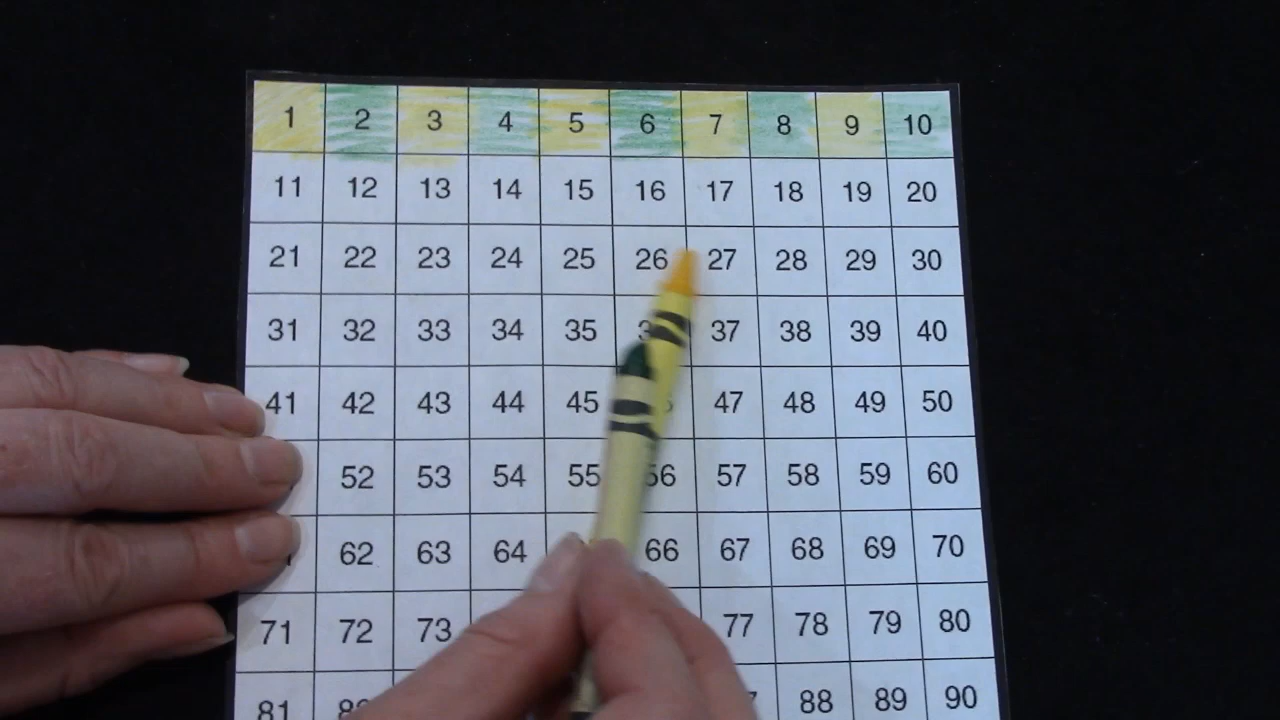 1 2 3 4 5 6 7 8 9 10
11 12 13 14 15 16 17 18 19 20
21 22 23 24 25 26 27 28 29 30
31 32 33 34 35 37 38 39 40
41 42 43 44 45 47 48 49 50
52 53 54 55 56 57 58 59 60
62 63 64 66 67 68 69 70
71 72 73 77 78 79 80
81 88 89 90